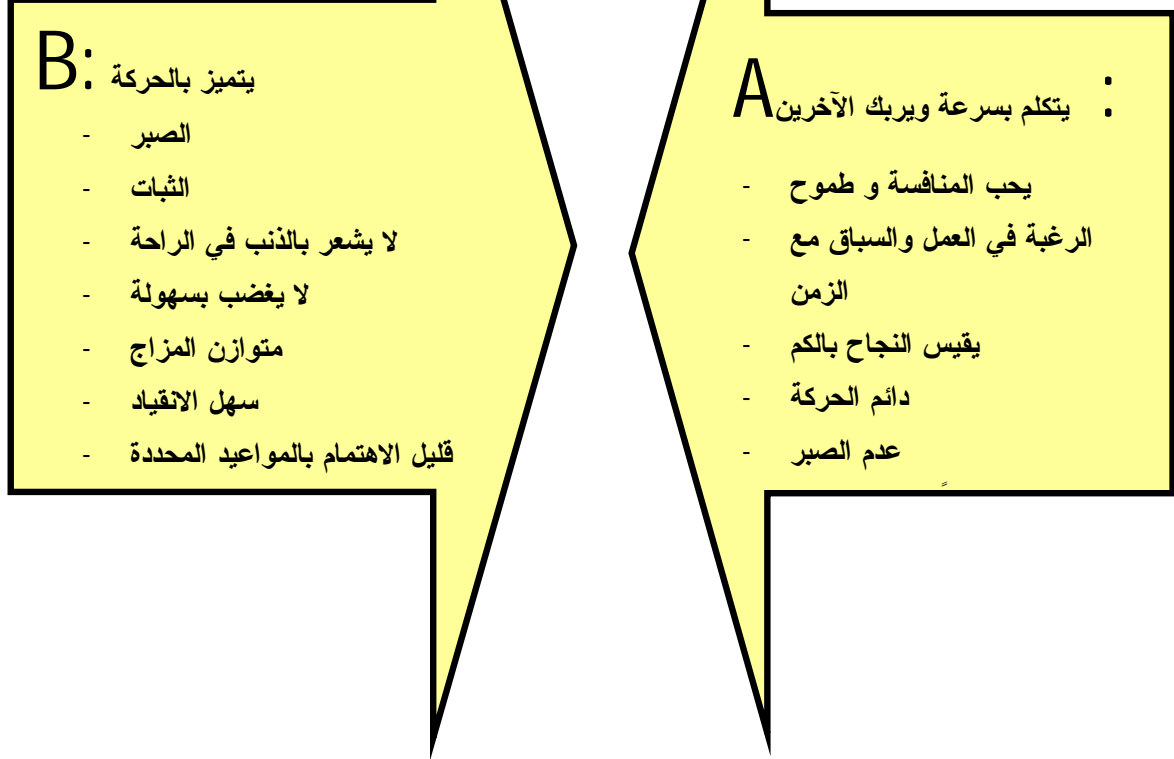 A : يتكلم بسرعة ويربك الآخرين
- يحب المنافسة و طموح
- الرغبة في العمل والسباق مع
الزمن
- يقيس النجاح بالكم
- دائم الحركة
- عدم الصبر
B: يتميز بالحركة
- الصبر
- الثبات
- لا يشعر بالذنب في الراحة
- لا يغضب بسهولة
- متوازن المزاج
- سهل الانقياد
- قليل الاهتمام بالمواعيد المحددة